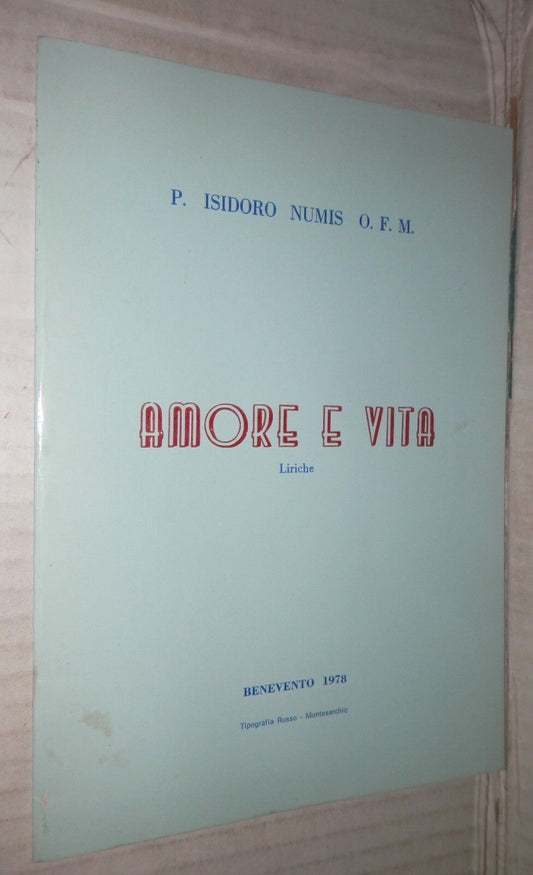 P. ISIDORO NUMIS O. F. M.
AMORE E VITA
Liriche
BENEVENTO 1978
Tipografia Russo - Montesarchio